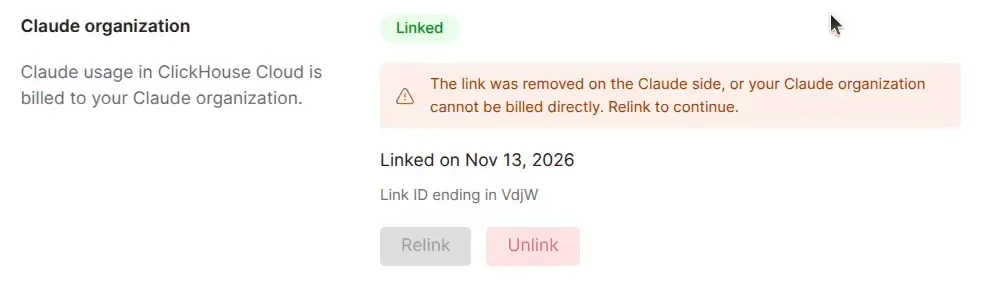 Claude organization
Linked
Claude usage in ClickHouse Cloud is
billed to your Claude organization.
The link was removed on the Claude side, or your Claude organization
cannot be billed directly. Relink to continue.
Linked on Nov 13, 2026
Link ID ending in VdjW
Relink
Unlink